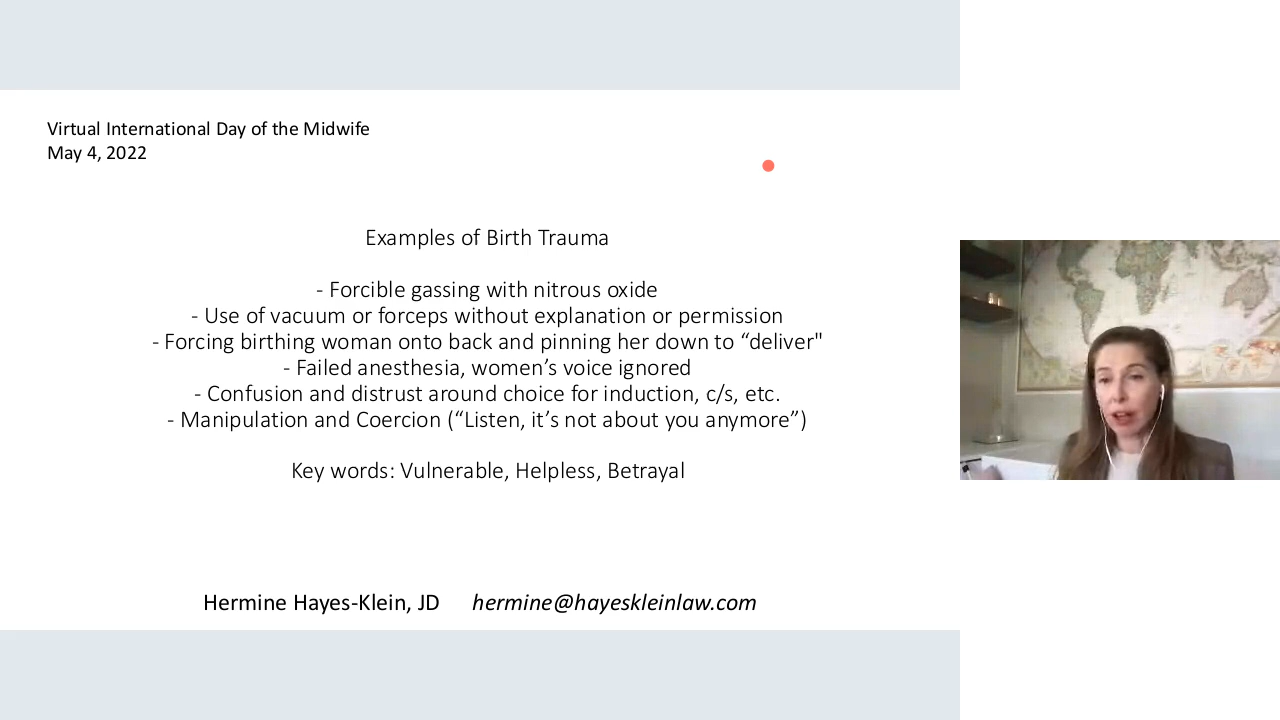 Virtual International Day of the Midwife
May 4, 2022
Examples of Birth Trauma
- Forcible gassing with nitrous oxide
- Use of vacuum or forceps without explanation or permission
- Forcing birthing woman onto back and pinning her down to “deliver"
- Failed anesthesia, women’s voice ignored
- Confusion and distrust around choice for induction, c/s, etc.
- Manipulation and Coercion (“Listen, it’s not about you anymore”)
Key words: Vulnerable, Helpless, Betrayal
Hermine Hayes-Klein, JD hermine@hayeskleinlaw.com